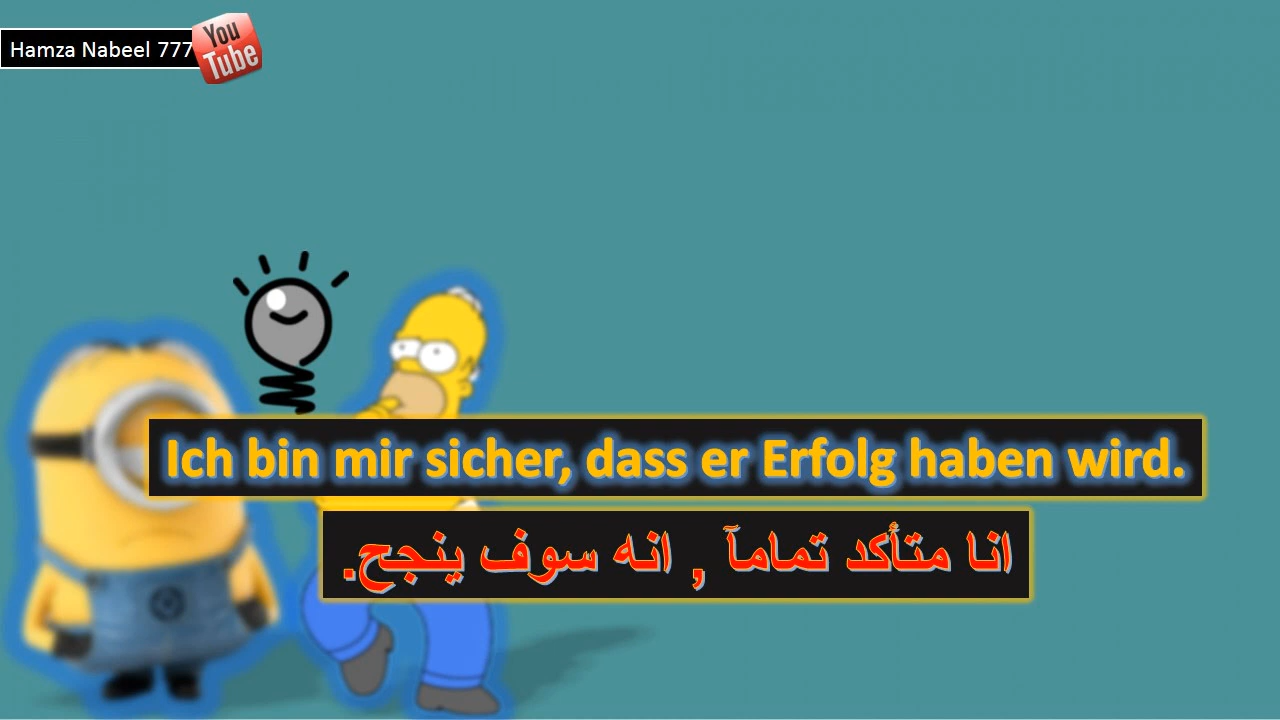 Hamza Nabeel 777
You
Tube
Ich bin mir sicher, dass er Erfolg haben wird.
انا متأكد تمامآ , انه سوف ينجح.